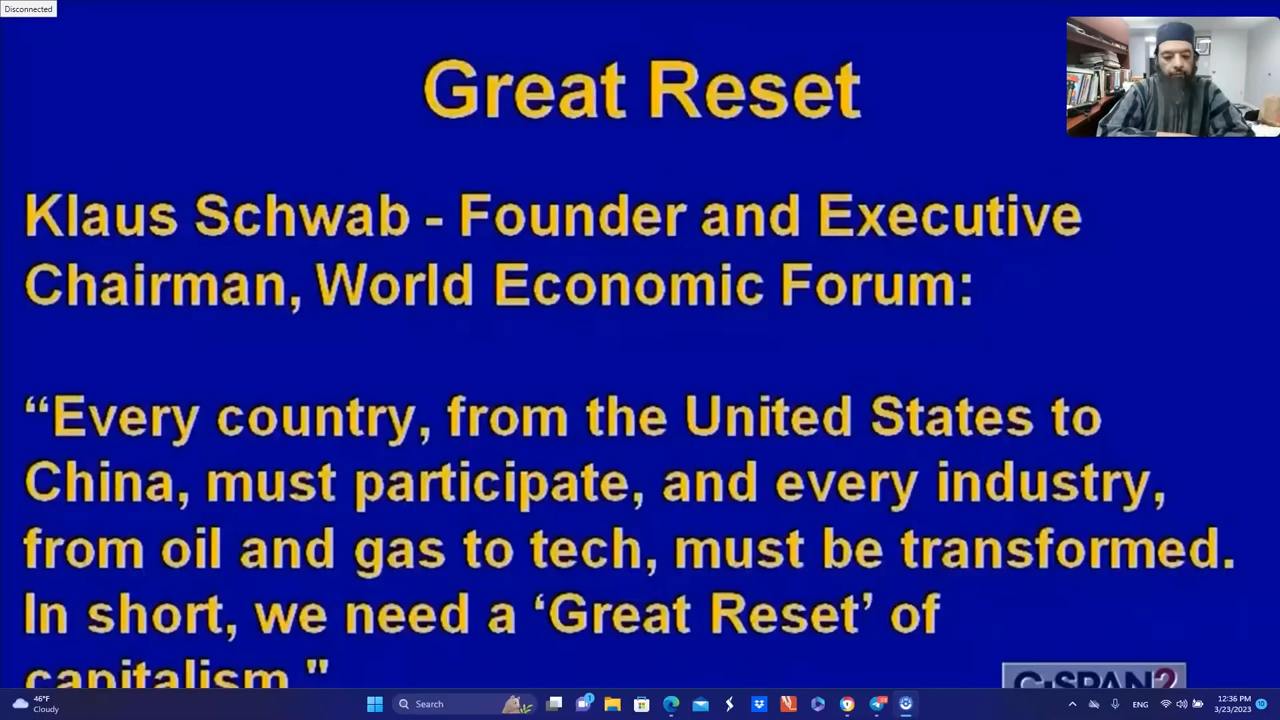 Disconnected
Great Reset
Klaus Schwab - Founder and Executive
Chairman, World Economic Forum:
“Every country, from the United States to
China, must participate, and every industry,
from oil and gas to tech, must be transformed.
In short, we need a ‘Great Reset’ of
capitalism."
C-SPAN2
46°F
Cloudy
Search
ENG
12:36 PM
3/23/2023